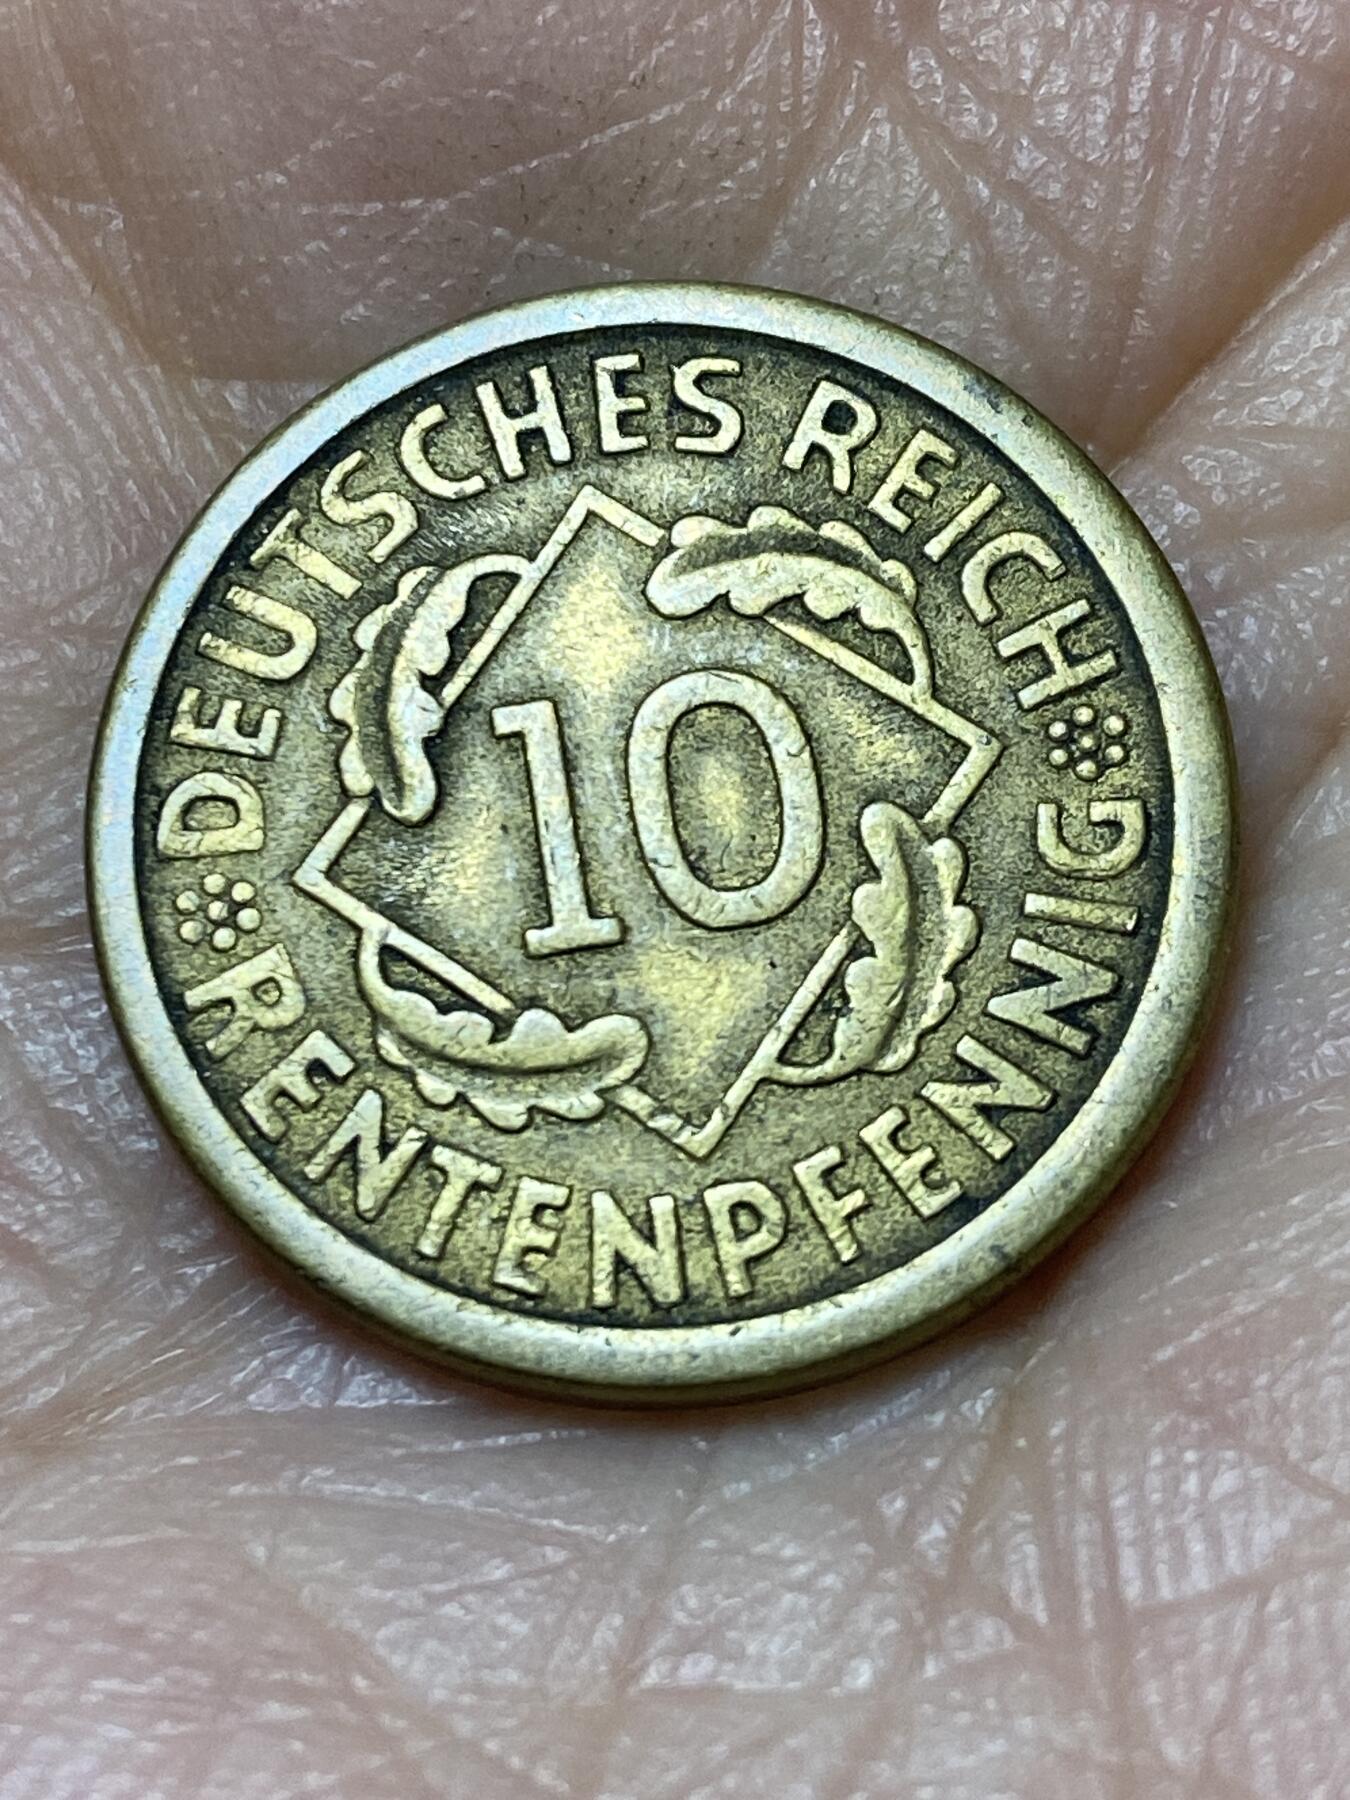 DEUTSCHES REICH
10
RENTENPFENNIG